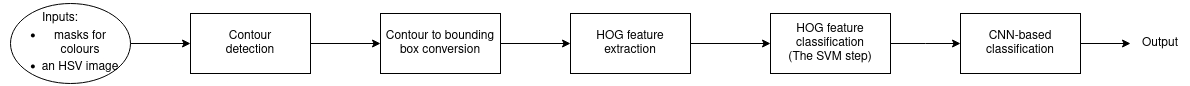 Inputs:
• masks for
colours
• an HSV image
Contour
detection
Contour to bounding
box conversion
HOG feature
extraction
HOG feature
classification
(The SVM step)
CNN-based
classification
Output